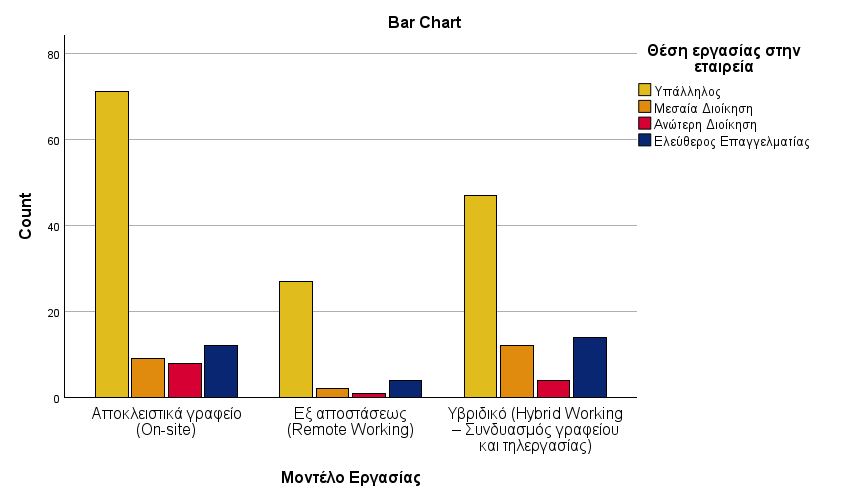 Bar Chart
Θέση εργασίας στην
εταιρεία
Υπάλληλος
Μεσαία Διοίκηση
Ανώτερη Διοίκηση
Ελεύθερος Επαγγελματίας
Count
80
60
40
20
0
Αποκλειστικά γραφείο
(On-site)
Εξ αποστάσεως
(Remote Working)
Υβριδικό (Hybrid Working
– Συνδυασμός γραφείου
και τηλεργασίας)
Μοντέλο Εργασίας